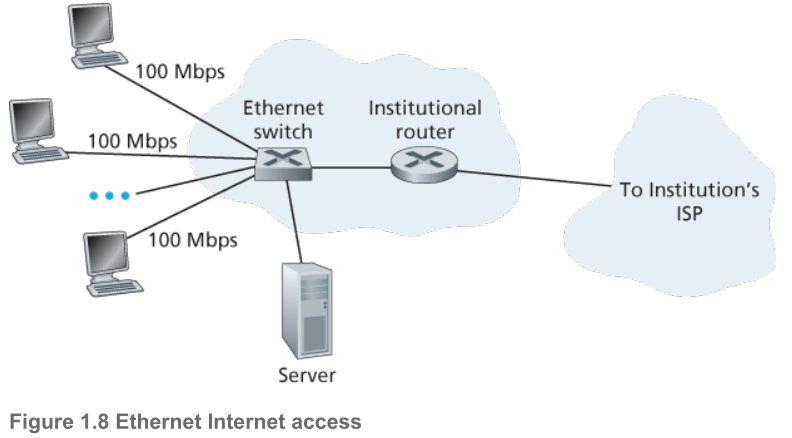 100 Mbps
Ethernet
switch
Institutional
router
100 Mbps
To Institution's
ISP
100 Mbps
Server
Figure 1.8 Ethernet Internet access